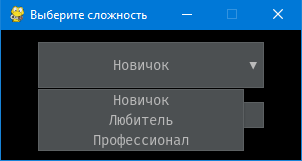 Выберите сложность
Новичок ▼
Новичок
Любитель
Профессионал